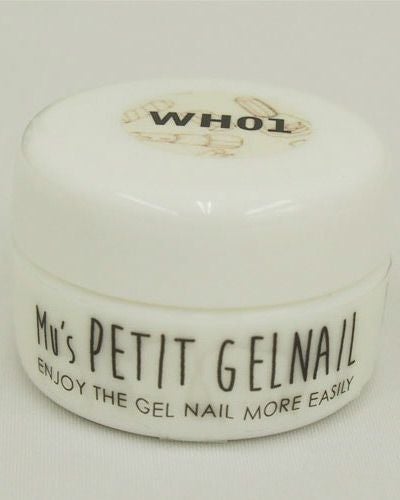 WH01
Mu's PETIT GELNAIL
ENJOY THE GEL NAIL MORE EASILY